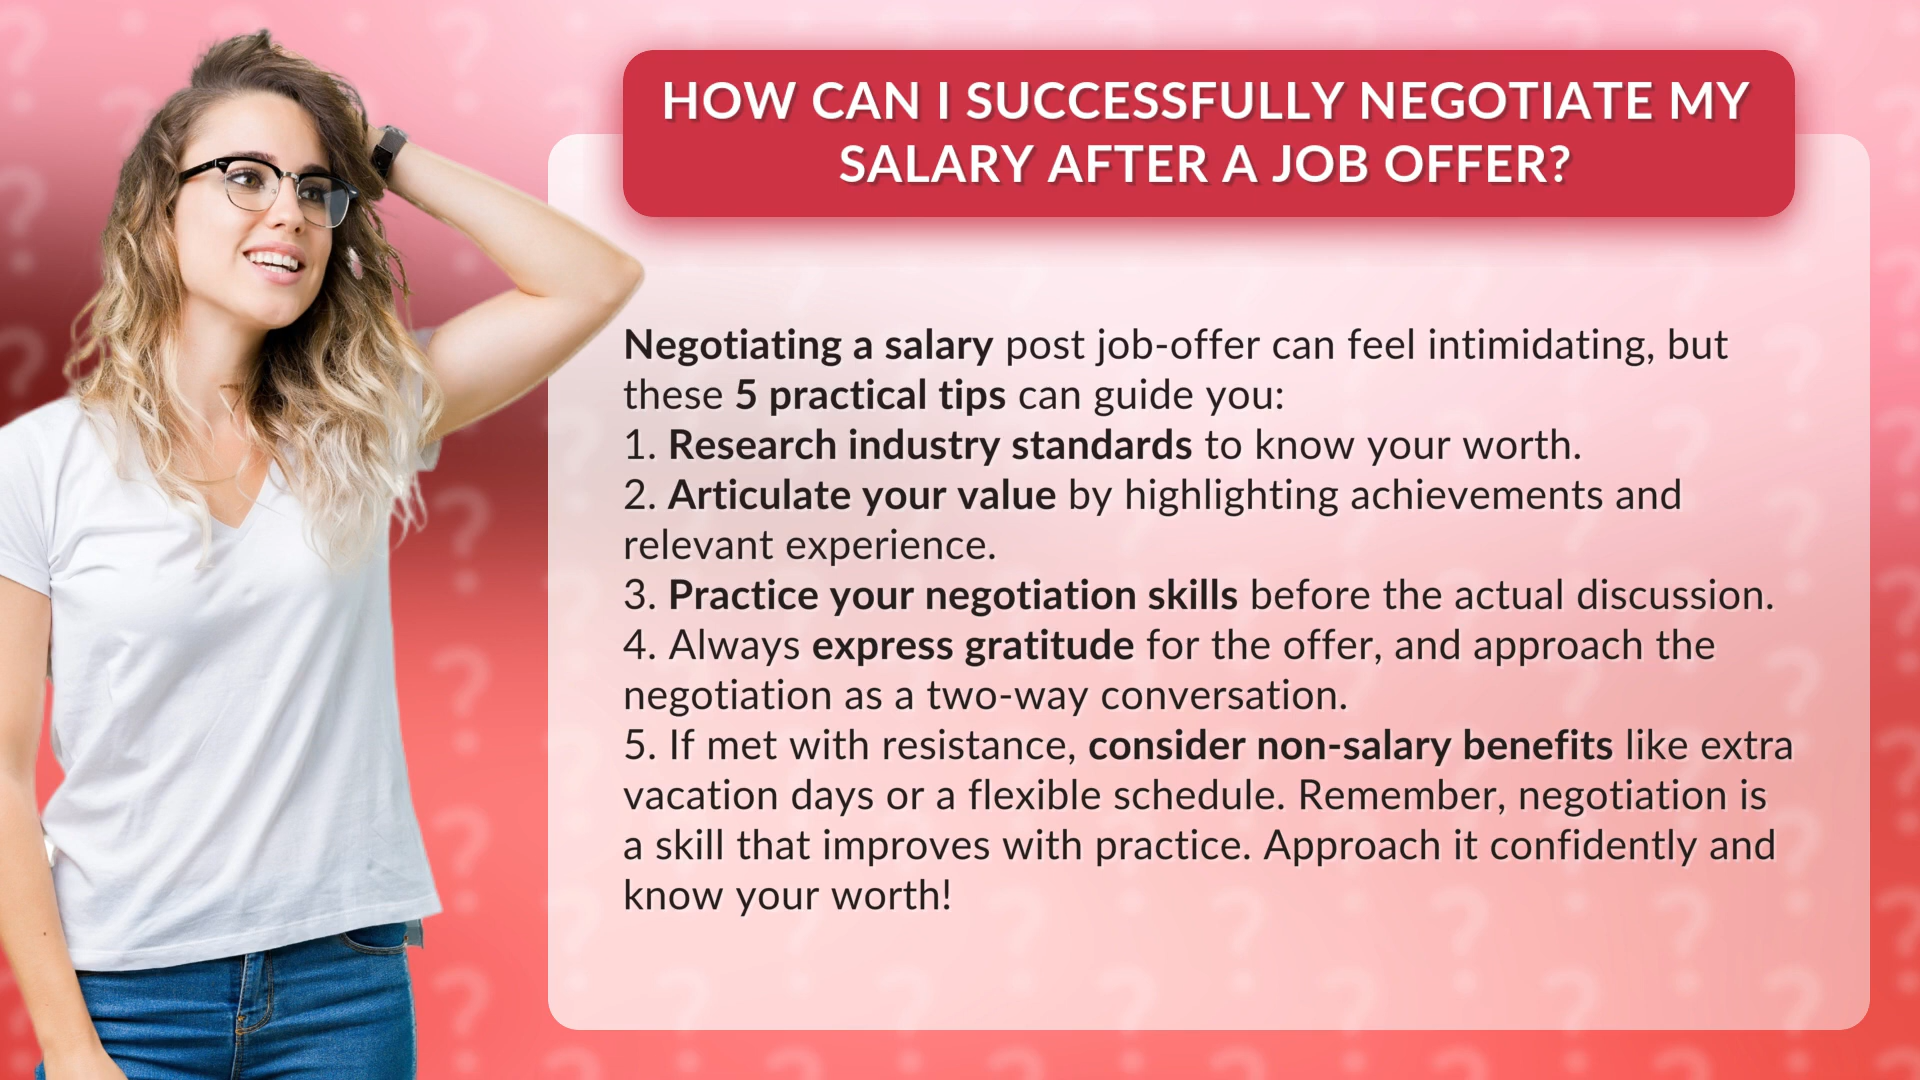 HOW CAN I SUCCESSFULLY NEGOTIATE MY
SALARY AFTER A JOB OFFER?
Negotiating a salary post job-offer can feel intimidating, but
these 5 practical tips can guide you:
1. Research industry standards to know your worth.
2. Articulate your value by highlighting achievements and
relevant experience.
3. Practice your negotiation skills before the actual discussion.
4. Always express gratitude for the offer, and approach the
negotiation as a two-way conversation.
5. If met with resistance, consider non-salary benefits like extra
vacation days or a flexible schedule. Remember, negotiation is
a skill that improves with practice. Approach it confidently and
know your worth!